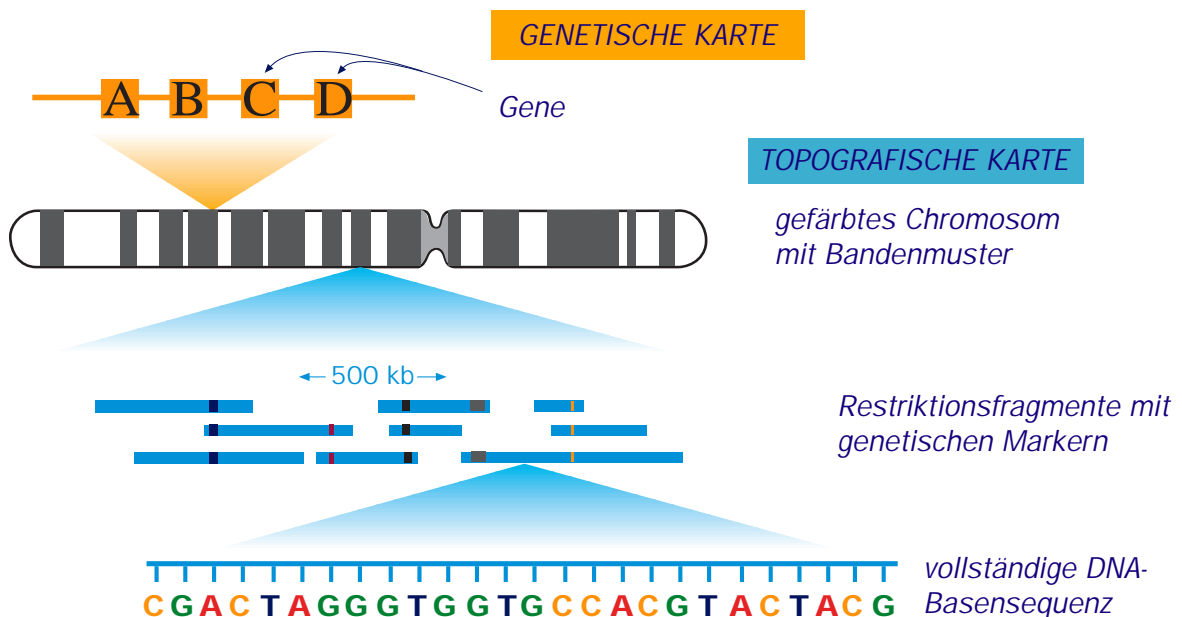 GENETISCHE KARTE
A B C D
Gene
TOPOGRAFISCHE KARTE
gefärbtes Chromosom
mit Bandenmuster
500 kb
Restriktionsfragmente mit
genetischen Markern
CGACTAGGGTGGTGCCACGTACTACG
vollständige DNA-
Basensequenz